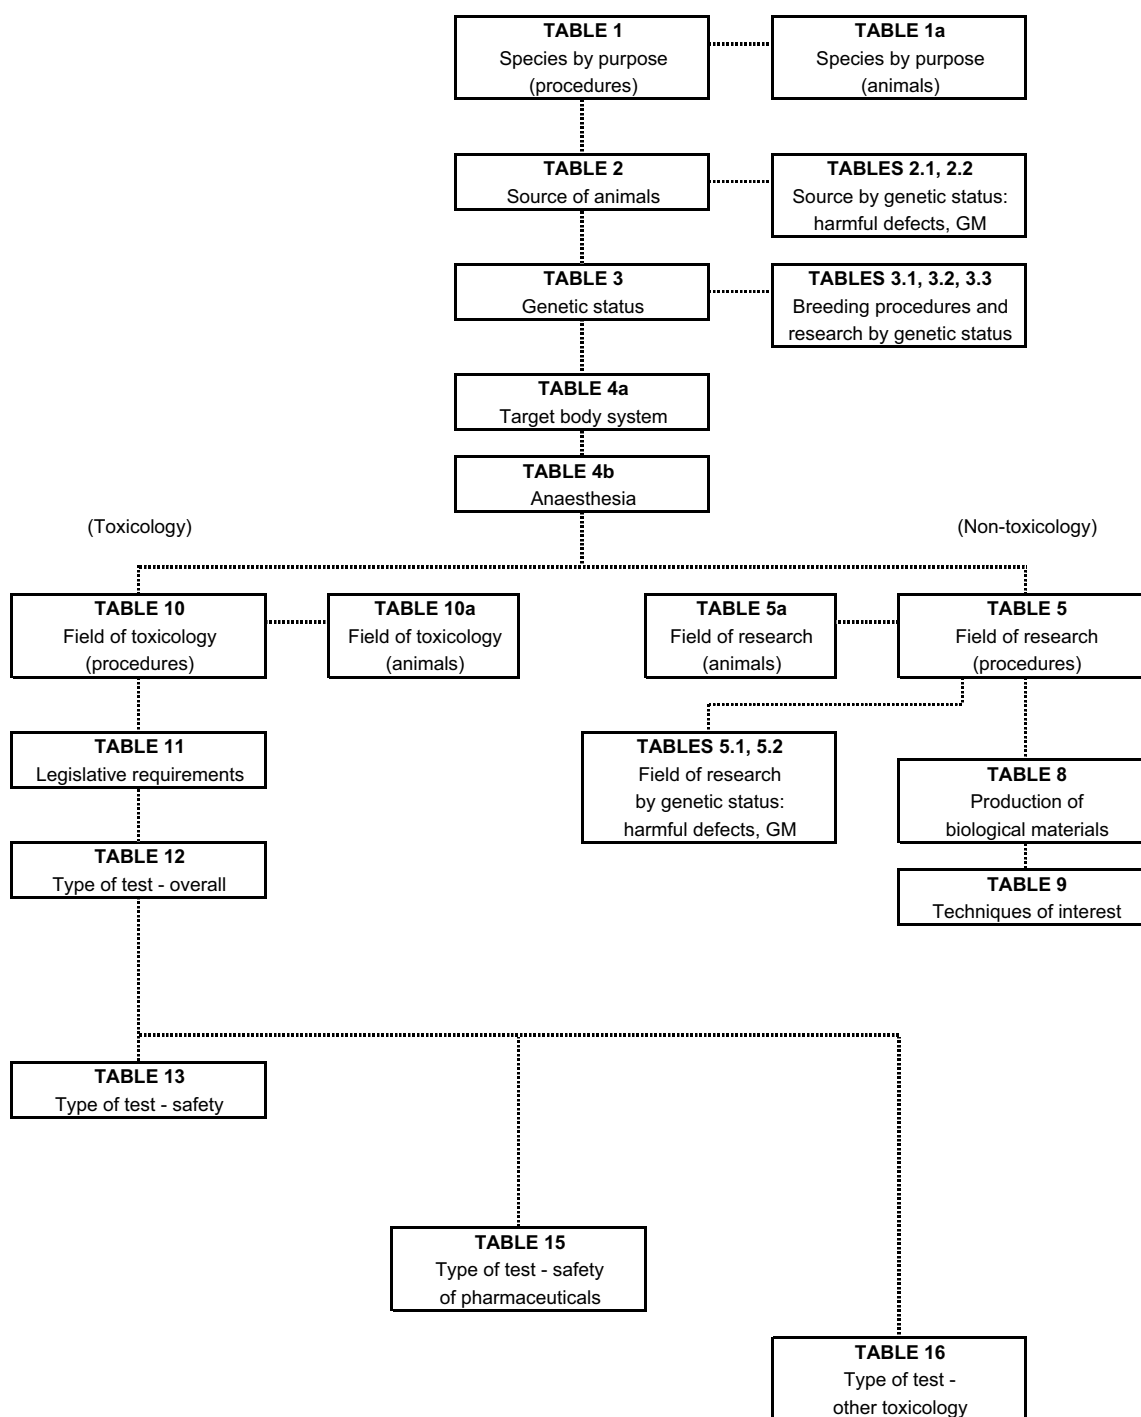 TABLE 1
Species by purpose
(procedures)
TABLE 1a
Species by purpose
(animals)
TABLE 2
Source of animals
TABLES 2.1, 2.2
Source by genetic status:
harmful defects, GM
TABLE 3
Genetic status
TABLES 3.1, 3.2, 3.3
Breeding procedures and
research by genetic status
TABLE 4a
Target body system
TABLE 4b
Anaesthesia
(Toxicology)
(Non-toxicology)
TABLE 10
Field of toxicology
(procedures)
TABLE 10a
Field of toxicology
(animals)
TABLE 5a
Field of research
(animals)
TABLE 5
Field of research
(procedures)
TABLE 11
Legislative requirements
TABLES 5.1, 5.2
Field of research
by genetic status:
harmful defects, GM
TABLE 8
Production of
biological materials
TABLE 12
Type of test - overall
TABLE 9
Techniques of interest
TABLE 13
Type of test - safety
TABLE 15
Type of test - safety
of pharmaceuticals
TABLE 16
Type of test -
other toxicology